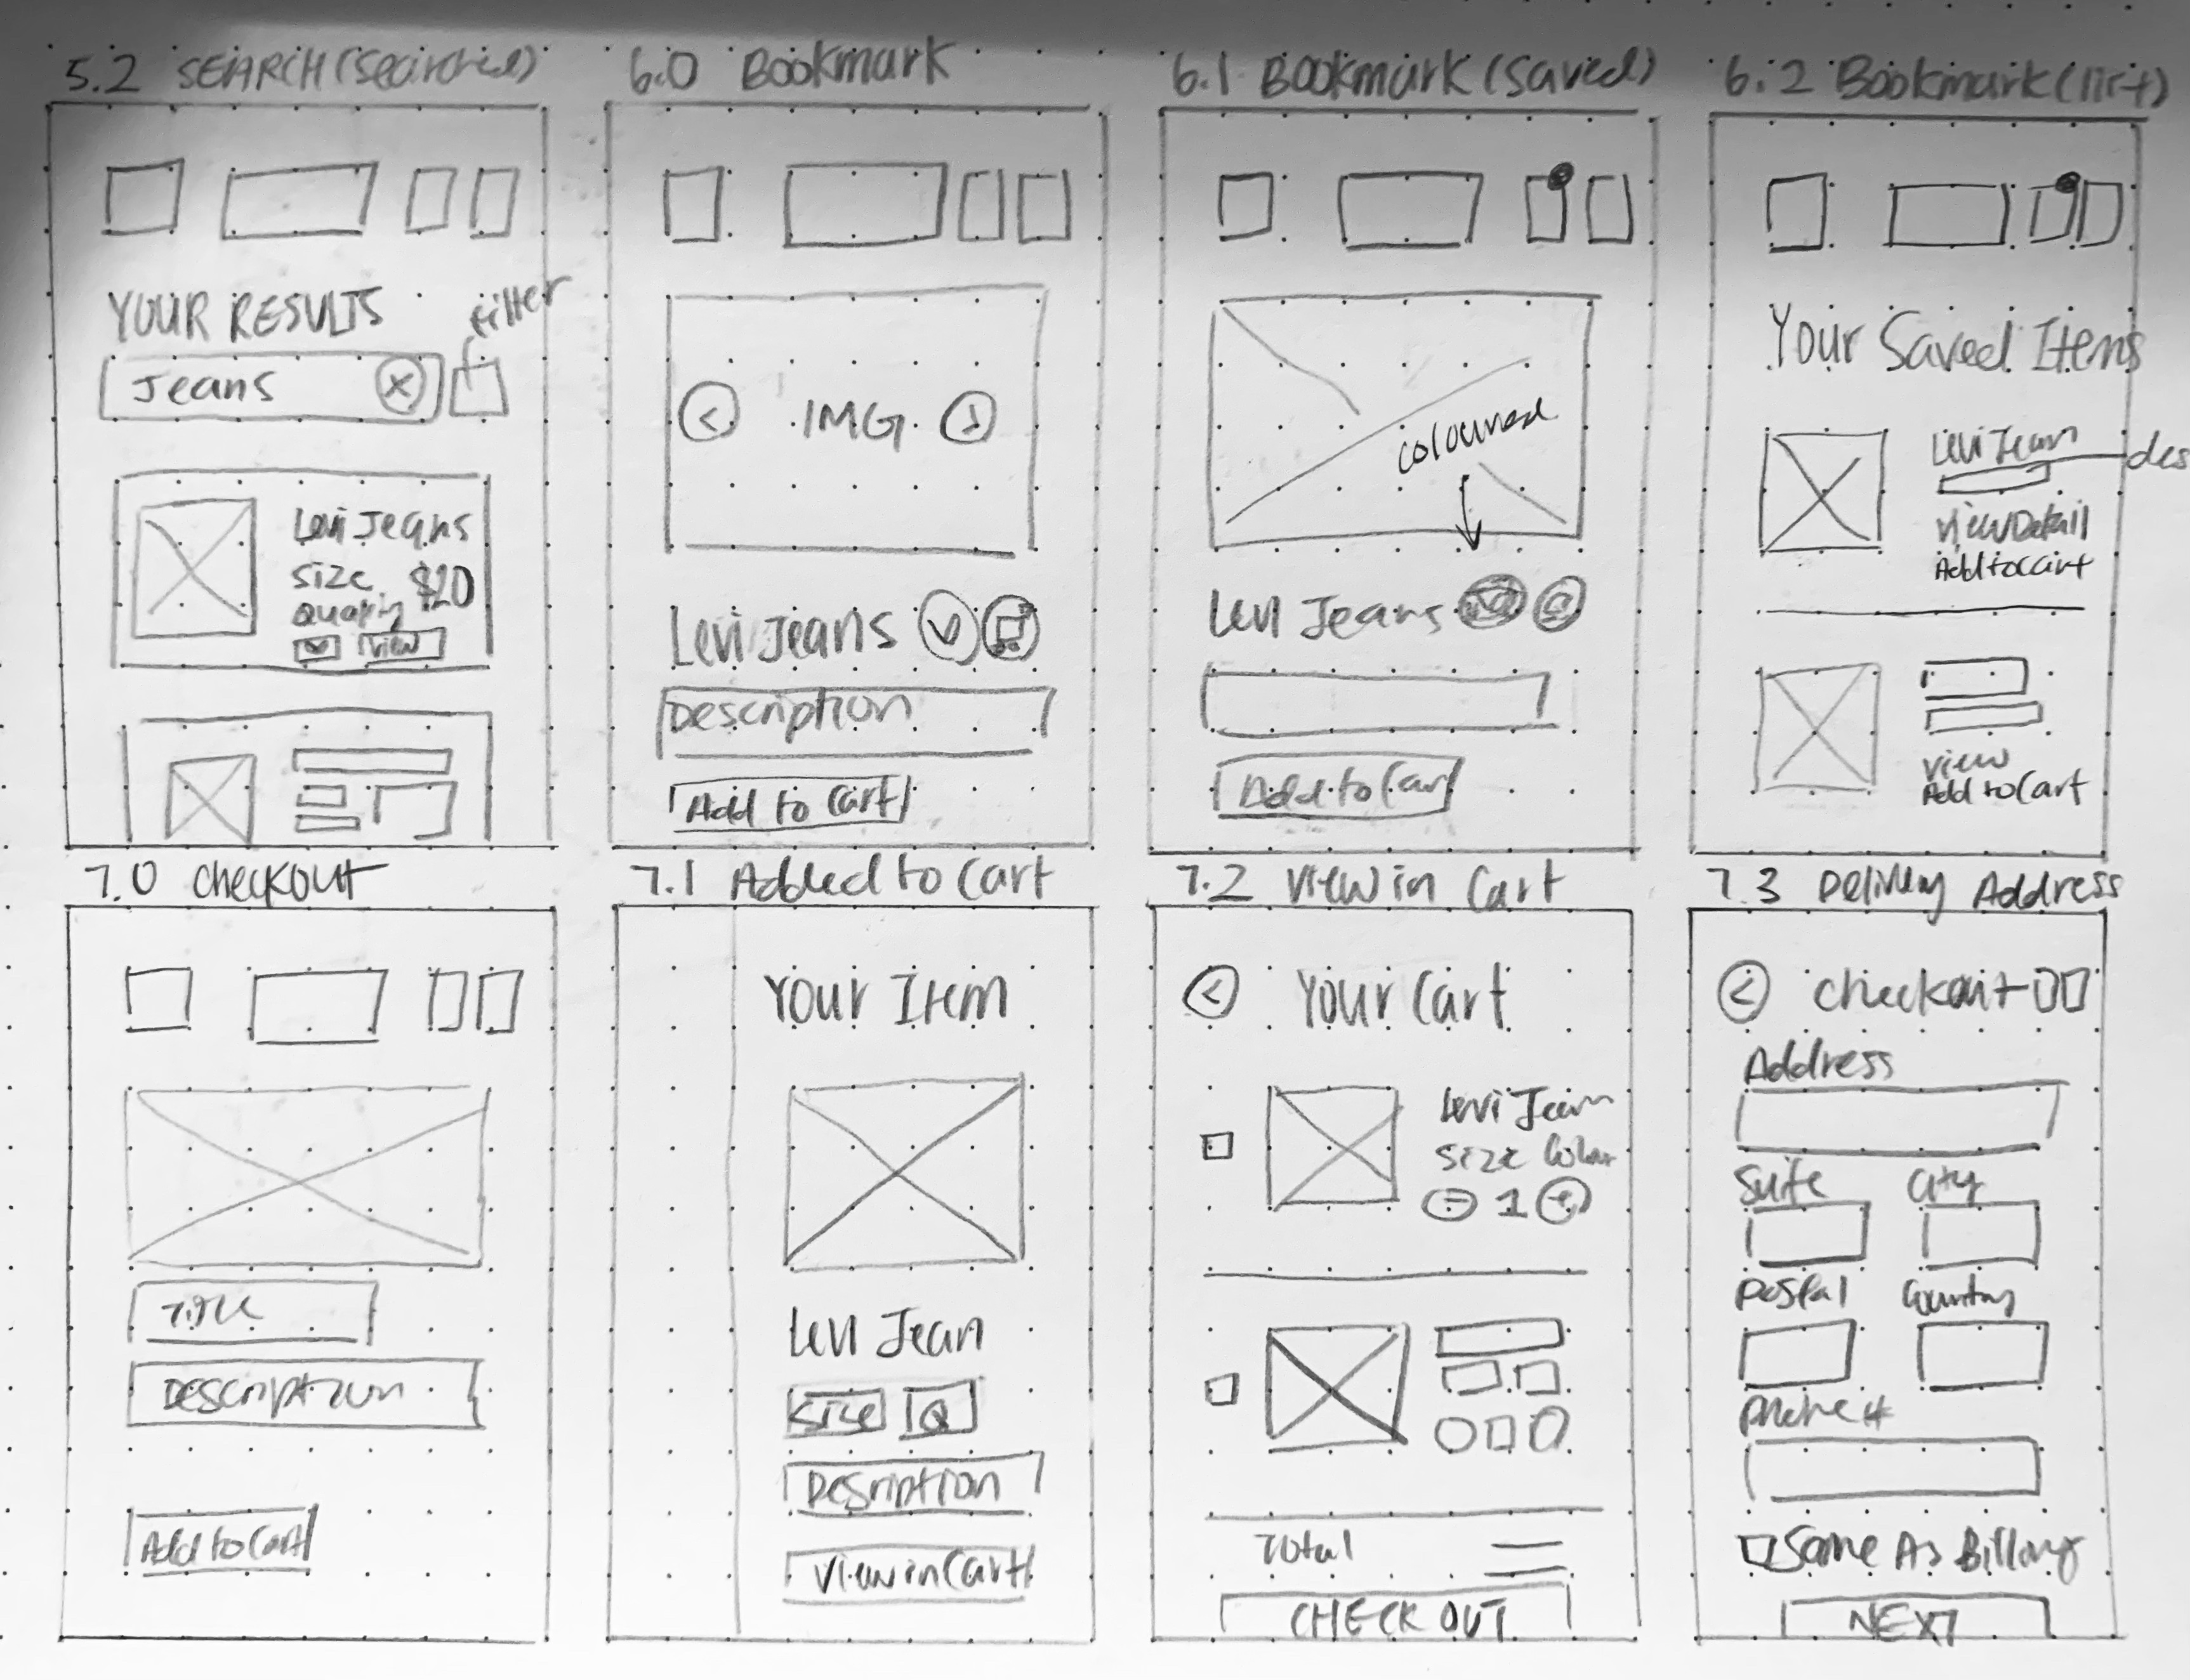 5.2 SEARCH (Searched)
YOUR RESULTS
filter
Jeans X
Levi Jeans
size $20
Quality
View
6.0 Bookmark
< IMG >
Levi Jeans
Description
Add to Cart
6.1 Bookmark (Saved)
coloured
Levi Jeans
Add to Cart
6.2 Bookmark (list)
Your Saved Items
Levi Jean
des
View Detail
Add to cart
view
Add to Cart
7.0 Checkout
Title
Description
Add to Cart
7.1 Added to Cart
Your Item
Levi Jean
Size Q
Description
View in Cart
7.2 View in Cart
< Your Cart
Levi Jean
Size Color
- 1 +
Total
CHECK OUT
7.3 Delivery Address
< Checkout
Address
Suite City
Postal Country
Phone #
Same As Billing
NEXT